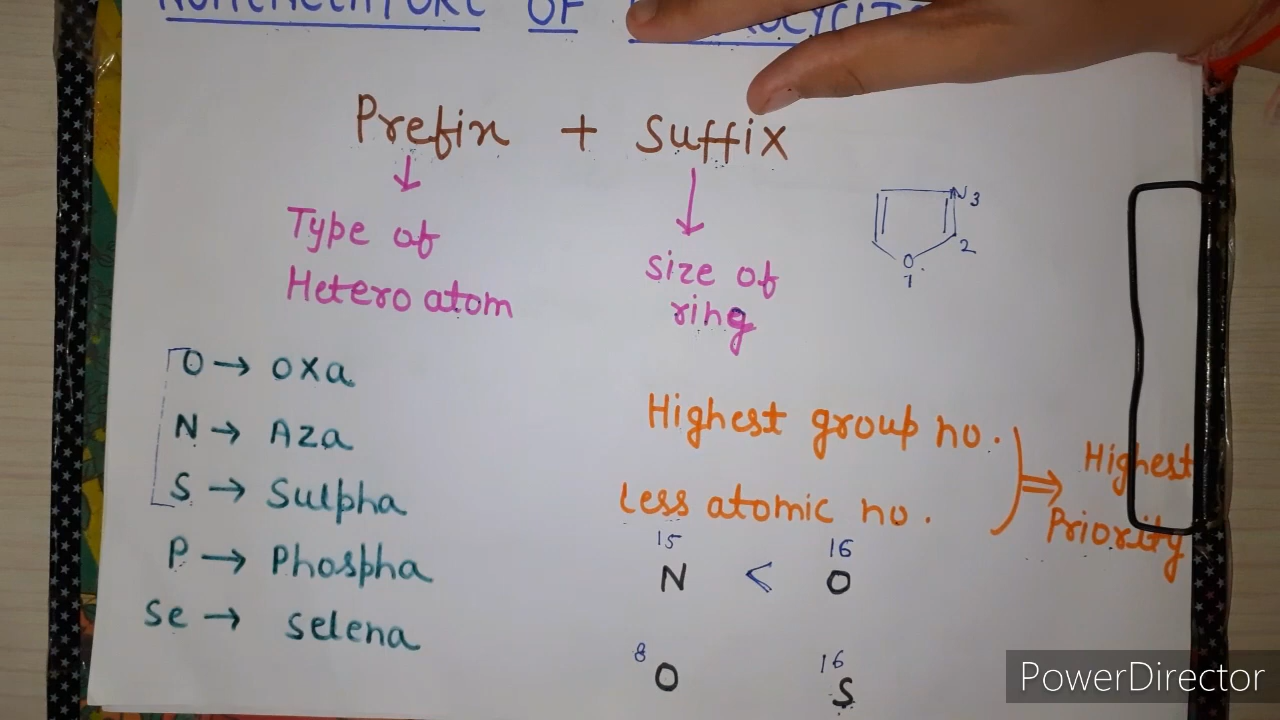 OF
Prefix + Suffix
Type of
Hetero atom
size of
ring
N 3
2
O
1
O → oxa
N → Aza
S → Sulpha
P → Phospha
Se → selena
Highest group no.
Less atomic no.
Highest
Priority
15 16
N < O
8 16
O S
PowerDirector